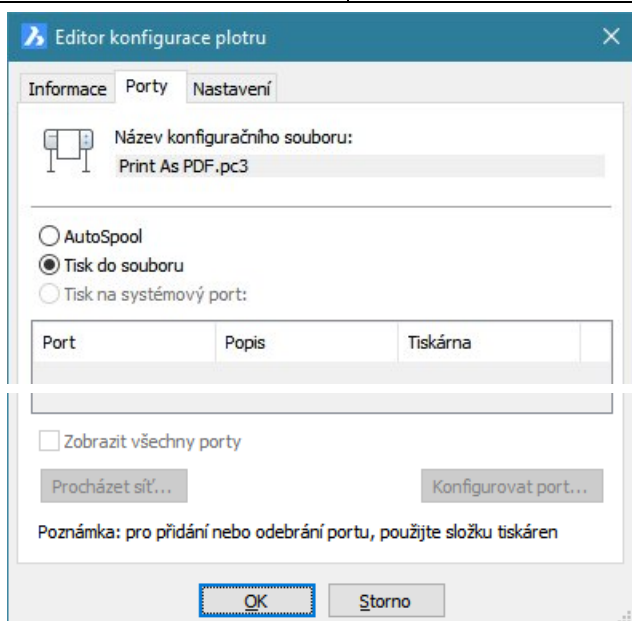 Editor konfigurace plotru
Informace Porty Nastavení
Název konfiguračního souboru:
Print As PDF.pc3
AutoSpool
Tisk do souboru
Tisk na systémový port:
Port Popis Tiskárna
Zobrazit všechny porty
Procházet síť... Konfigurovat port...
Poznámka: pro přidání nebo odebrání portu, použijte složku tiskáren
OK Storno